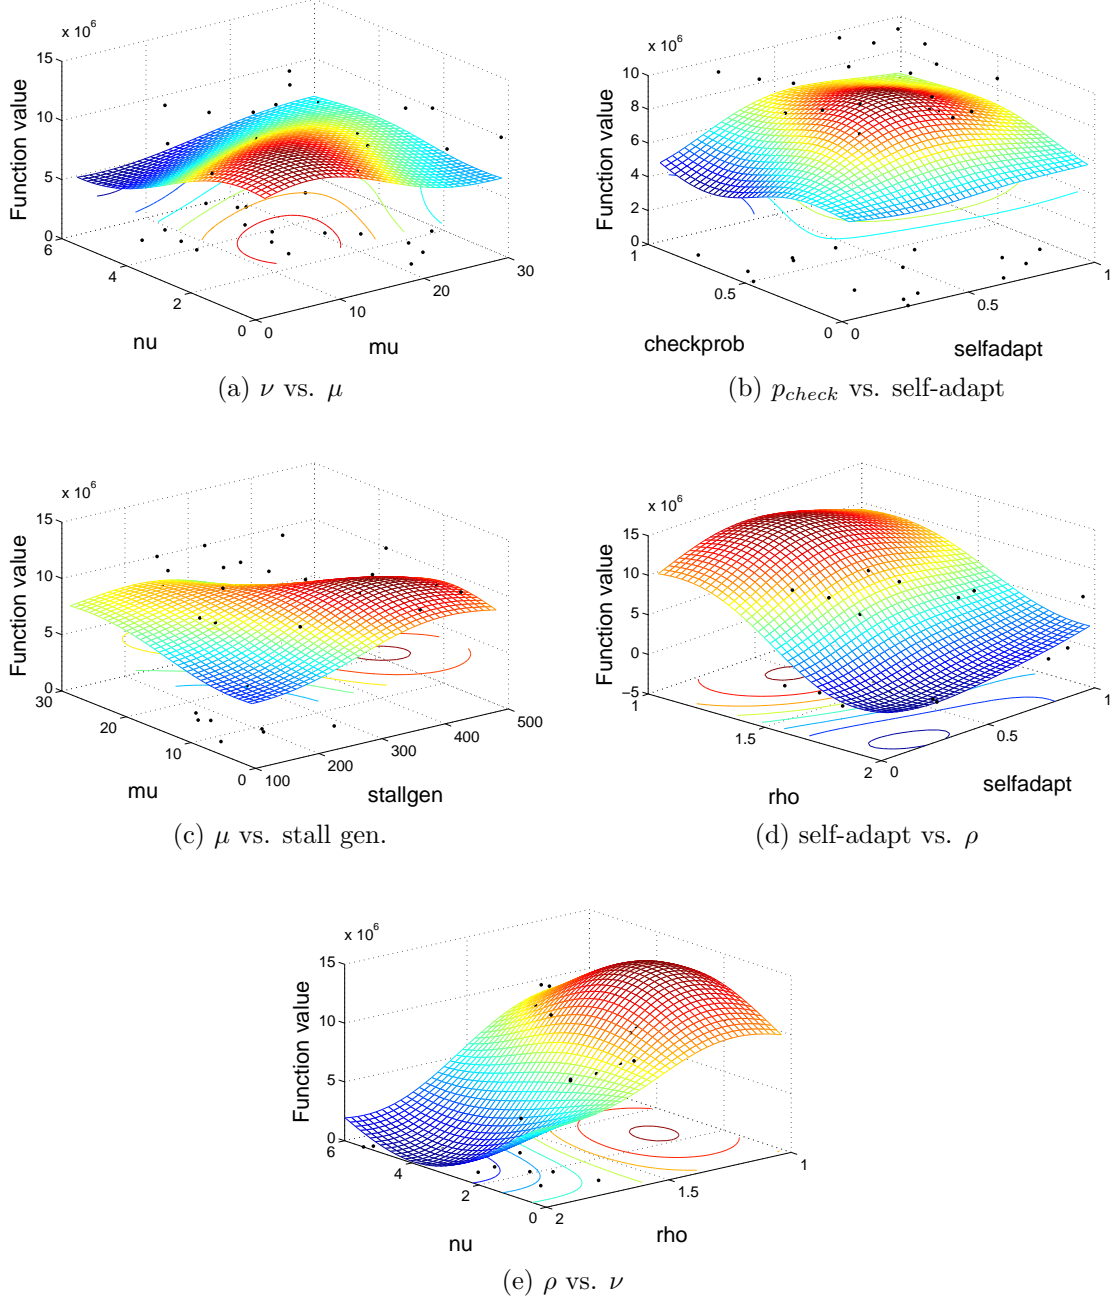 x 10^6
15
10
5
0
Function value
6
4
2
0
0
10
20
30
nu
mu
(a) ν vs. μ
x 10^6
10
8
6
4
2
0
Function value
1
0.5
0
0
0.5
1
checkprob
selfadapt
(b) p_check vs. self-adapt
x 10^6
15
10
5
0
Function value
30
20
10
0
100
200
300
400
500
mu
stallgen
(c) μ vs. stall gen.
x 10^6
15
10
5
0
−5
Function value
1
1.5
2
0
0.5
1
rho
selfadapt
(d) self-adapt vs. ρ
x 10^6
15
10
5
0
Function value
6
4
2
0
2
1.5
1
nu
rho
(e) ρ vs. ν